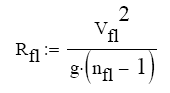 R_fl := V_fl^2 / (g·(n_fl − 1))